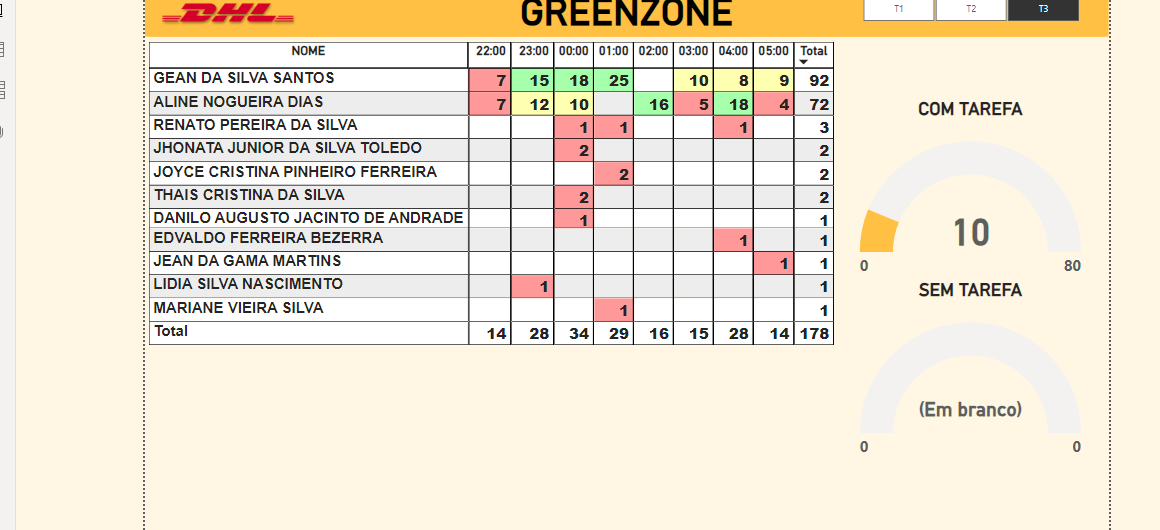 DHL GREENZONE T1 T2 T3
NOME 22:00 23:00 00:00 01:00 02:00 03:00 04:00 05:00 Total
GEAN DA SILVA SANTOS 7 15 18 25 10 8 9 92
ALINE NOGUEIRA DIAS 7 12 10 16 5 18 4 72
RENATO PEREIRA DA SILVA 1 1 1 3
JHONATA JUNIOR DA SILVA TOLEDO 2 2
JOYCE CRISTINA PINHEIRO FERREIRA 2 2
THAIS CRISTINA DA SILVA 2 2
DANILO AUGUSTO JACINTO DE ANDRADE 1 1
EDVALDO FERREIRA BEZERRA 1 1
JEAN DA GAMA MARTINS 1 1
LIDIA SILVA NASCIMENTO 1 1
MARIANE VIEIRA SILVA 1 1
Total 14 28 34 29 16 15 28 14 178
COM TAREFA
10
0 80
SEM TAREFA
(Em branco)
0 0